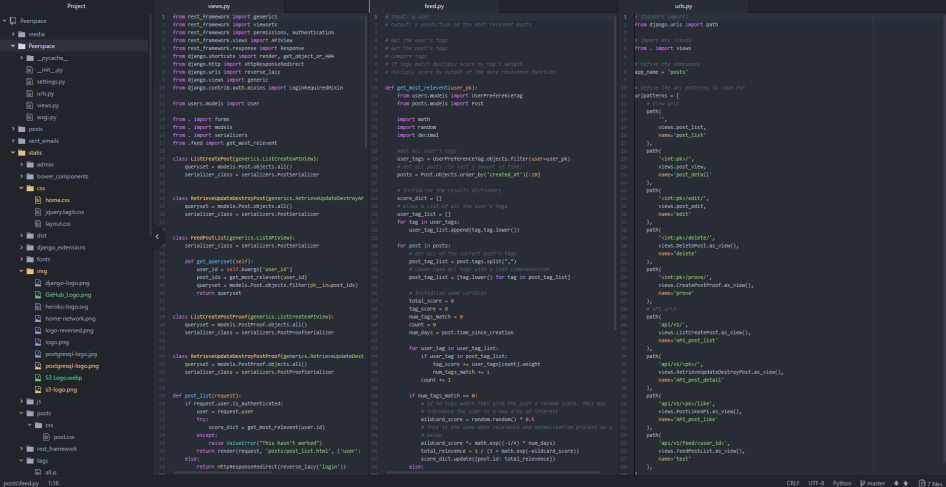 Project
Peerspace
media
Peerspace
__pycache__
__init__.py
settings.py
urls.py
views.py
wsgi.py
posts
sent_emails
static
admin
bower_components
css
home.css
jquery.tagit.css
layout.css
dist
django_extensions
fonts
img
django-logo.png
GitHub_Logo.png
heroku-logo.svg
home-network.png
logo-reversed.png
logo.png
postgresql-logo.jpg
postgresql-logo.png
S3 Logo.webp
s3-logo.png
js
posts
css
post.css
rest_framework
tags
all.js
views.py
from rest_framework import generics
from rest_framework import viewsets
from rest_framework import permissions, authentication
from rest_framework.views import APIView
from rest_framework.response import Response
from django.shortcuts import render, get_object_or_404
from django.http import HttpResponseRedirect
from django.urls import reverse_lazy
from django.views import generic
from django.contrib.auth.mixins import LoginRequiredMixin
from users.models import User
from . import forms
from . import models
from . import serializers
from .feed import get_most_relevent
class ListCreatePost(generics.ListCreateAPIView):
queryset = models.Post.objects.all()
serializer_class = serializers.PostSerializer
class RetrieveUpdateDestroyPost(generics.RetrieveUpdateDestroyAP
queryset = models.Post.objects.all()
serializer_class = serializers.PostSerializer
class FeedPostList(generics.ListAPIView):
serializer_class = serializers.PostSerializer
def get_queryset(self):
user_id = self.kwargs['user_id']
post_ids = get_most_relevent(user_id)
queryset = models.Post.objects.filter(pk__in=post_ids)
return queryset
class ListCreatePostProof(generics.ListCreateAPIView):
queryset = models.PostProof.objects.all()
serializer_class = serializers.PostProofSerializer
class RetrieveUpdateDestroyPostProof(generics.RetrieveUpdateDest
queryset = models.PostProof.objects.all()
serializer_class = serializers.PostProofSerializer
def post_list(request):
if request.user.is_authenticated:
user = request.user
try:
score_dict = get_most_relevent(user.id)
except:
raise ValueError("This hasn't worked")
return render(request, 'posts/post_list.html', {'user':
else:
return HttpResponseRedirect(reverse_lazy('login'))
feed.py
# Input: A user
# Output: a prediction of the most relevent posts
# Get the user's tags
# Get the post's tags
# Compare tags
# If tags match multiply score by tag's weight
# Multiply score by output of the date relevence function
def get_most_relevent(user_pk):
from users.models import UserPreferenceTag
from posts.models import Post
import math
import random
import decimal
#Get all user's tags
user_tags = UserPreferenceTag.objects.filter(user=user_pk)
# Get all posts (to last x amount of time)
posts = Post.objects.order_by('created_at')[:20]
# Initialise the results dictionary
score_dict = []
# Gives a list of all the user's tags
user_tag_list = []
for tag in user_tags:
user_tag_list.append(tag.tag.lower())
for post in posts:
# Get all of the current post's tags
post_tag_list = post.tags.split(",")
# Lower case all tags with a list comprehension
post_tag_list = [tag.lower() for tag in post_tag_list]
# Initialise some varibles
total_score = 0
tag_score = 0
num_tags_match = 0
count = 0
num_days = post.time_since_creation
for user_tag in user_tag_list:
if user_tag in post_tag_list:
tag_score += user_tags[count].weight
num_tags_match += 1
count += 1
if num_tags_match == 0:
# If no tags match then give the post a random score. This may
# introduce the user to a new area of interest
wildcard_score = random.random() * 0.5
# This is the same date relevence and normalisation process as
# below
wildcard_score *= math.exp((-1/4) * num_days)
total_relevence = 1 / (1 + math.exp(-wildcard_score))
score_dict.update({post.id: total_relevence})
else:
urls.py
# Standard imports
from django.urls import path
# Import any views
from . import views
# Define the namespace
app_name = 'posts'
# Define the url patterns to look for
urlpatterns = [
# View urls
path(
'',
views.post_list,
name='post_list'
),
path(
'<int:pk>/',
views.post_view,
name='post_detail'
),
path(
'<int:pk>/edit/',
views.post_edit,
name='edit'
),
path(
'<int:pk>/delete/',
views.DeletePost.as_view(),
name='delete'
),
path(
'<int:pk>/prove/',
views.CreatePostProof.as_view(),
name='prove'
),
# API urls
path(
'api/v1/',
views.ListCreatePost.as_view(),
name='API_post_list'
),
path(
'api/v1/<pk>/',
views.RetrieveUpdateDestroyPost.as_view(),
name='API_post_detail'
),
path(
'api/v1/<pk>/like',
views.PostLikeAPI.as_view(),
name='API_post_like'
),
path(
'api/v1/feed/<user_id>',
views.FeedPostList.as_view(),
name='test'
),
posts\feed.py 1:16
CRLF UTF-8 Python master 7 files